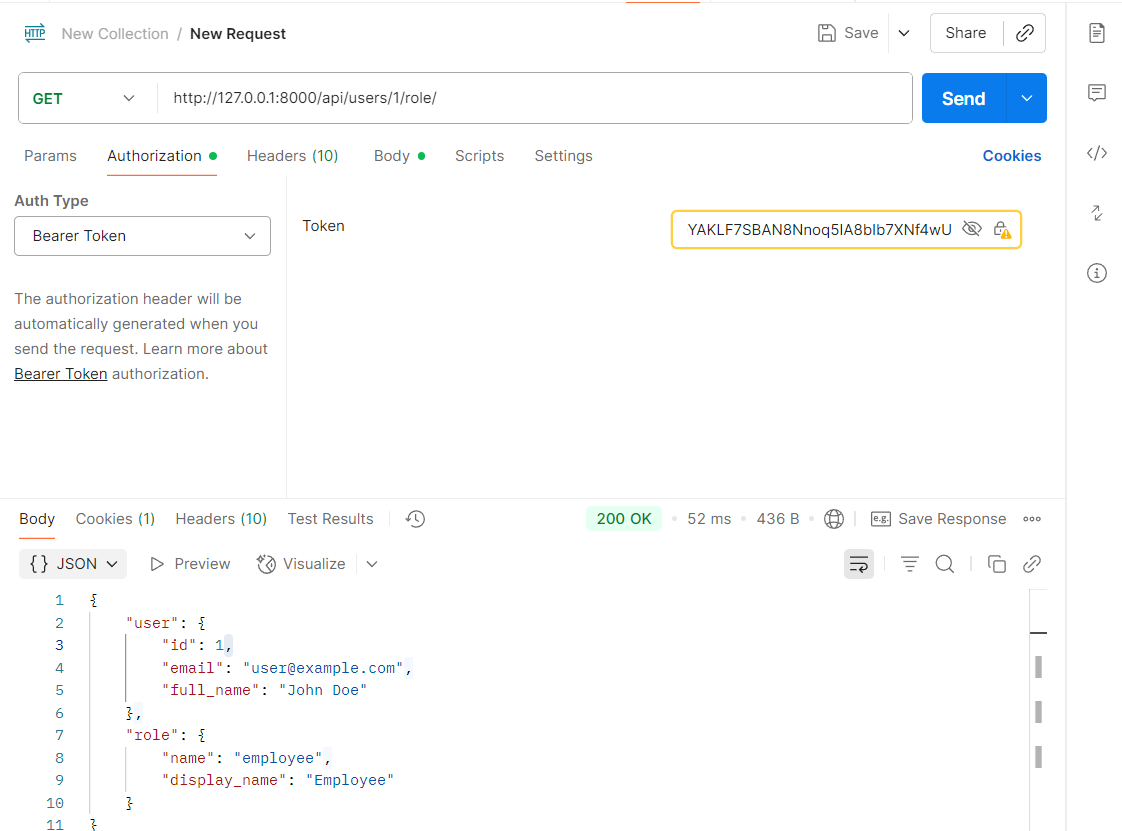 HTTP New Collection / New Request Save Share
GET http://127.0.0.1:8000/api/users/1/role/ Send
Params Authorization Headers (10) Body Scripts Settings Cookies
Auth Type
Bearer Token
Token YAKLF7SBAN8Nnoq5IA8bIb7XNf4wU
The authorization header will be
automatically generated when you
send the request. Learn more about
Bearer Token authorization.
Body Cookies (1) Headers (10) Test Results 200 OK • 52 ms • 436 B • e.g. Save Response
{} JSON Preview Visualize
1 {
2 "user": {
3 "id": 1,
4 "email": "user@example.com",
5 "full_name": "John Doe"
6 },
7 "role": {
8 "name": "employee",
9 "display_name": "Employee"
10 }
11 }